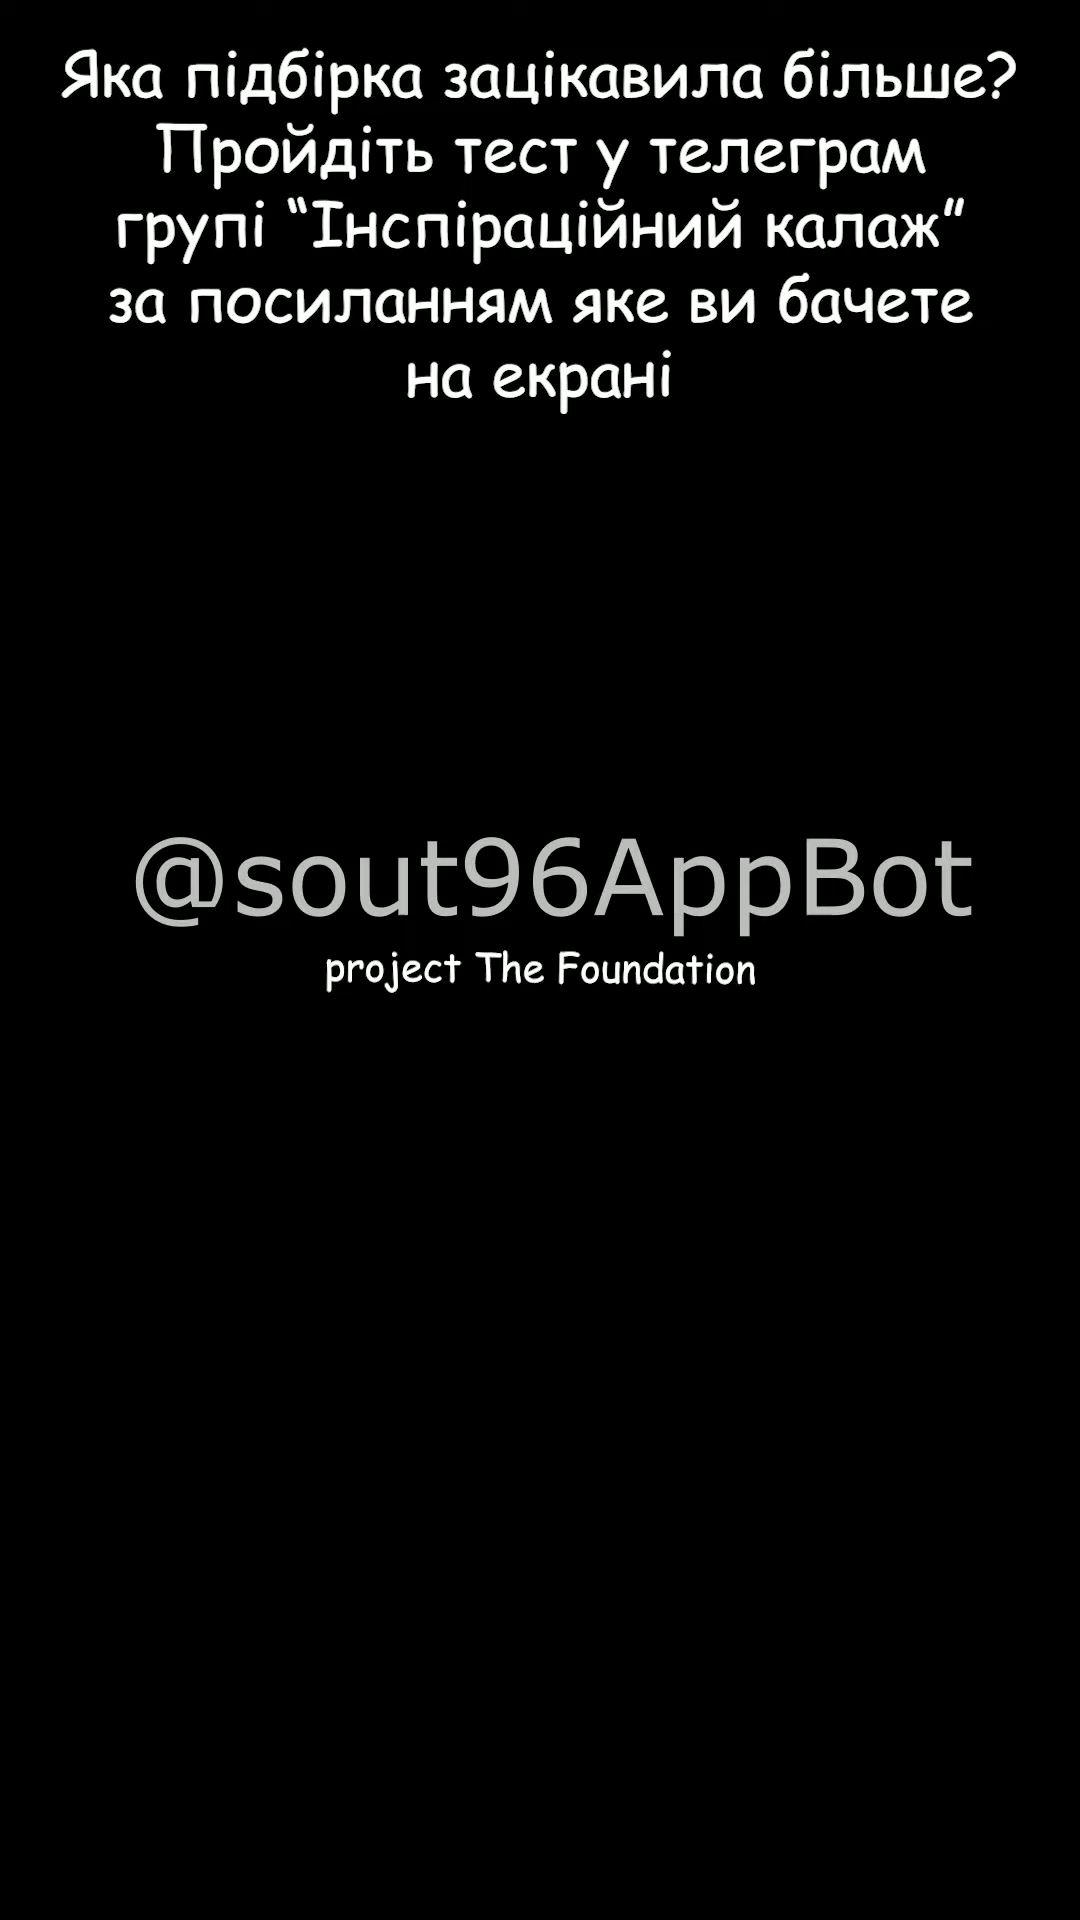 Яка підбірка зацікавила більше?
Пройдіть тест у телеграм
групі “Інспіраційний калаж”
за посиланням яке ви бачете
на екрані
@sout96AppBot
project The Foundation